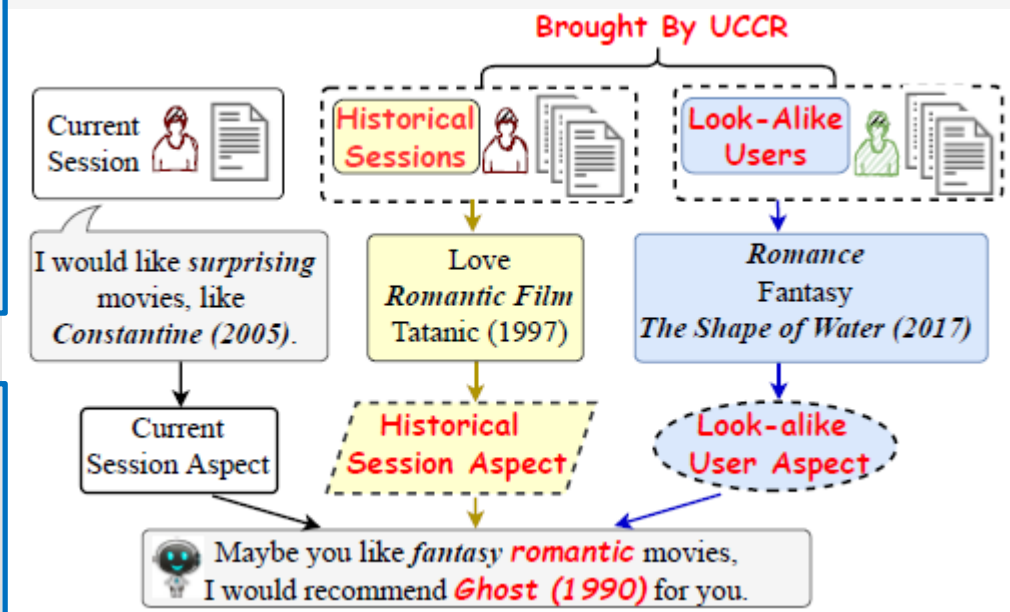 Brought By UCCR
Current
Session
Historical
Sessions
Look-Alike
Users
I would like surprising
movies, like
Constantine (2005).
Love
Romantic Film
Tatanic (1997)
Romance
Fantasy
The Shape of Water (2017)
Current
Session Aspect
Historical
Session Aspect
Look-alike
User Aspect
Maybe you like fantasy romantic movies,
I would recommend Ghost (1990) for you.